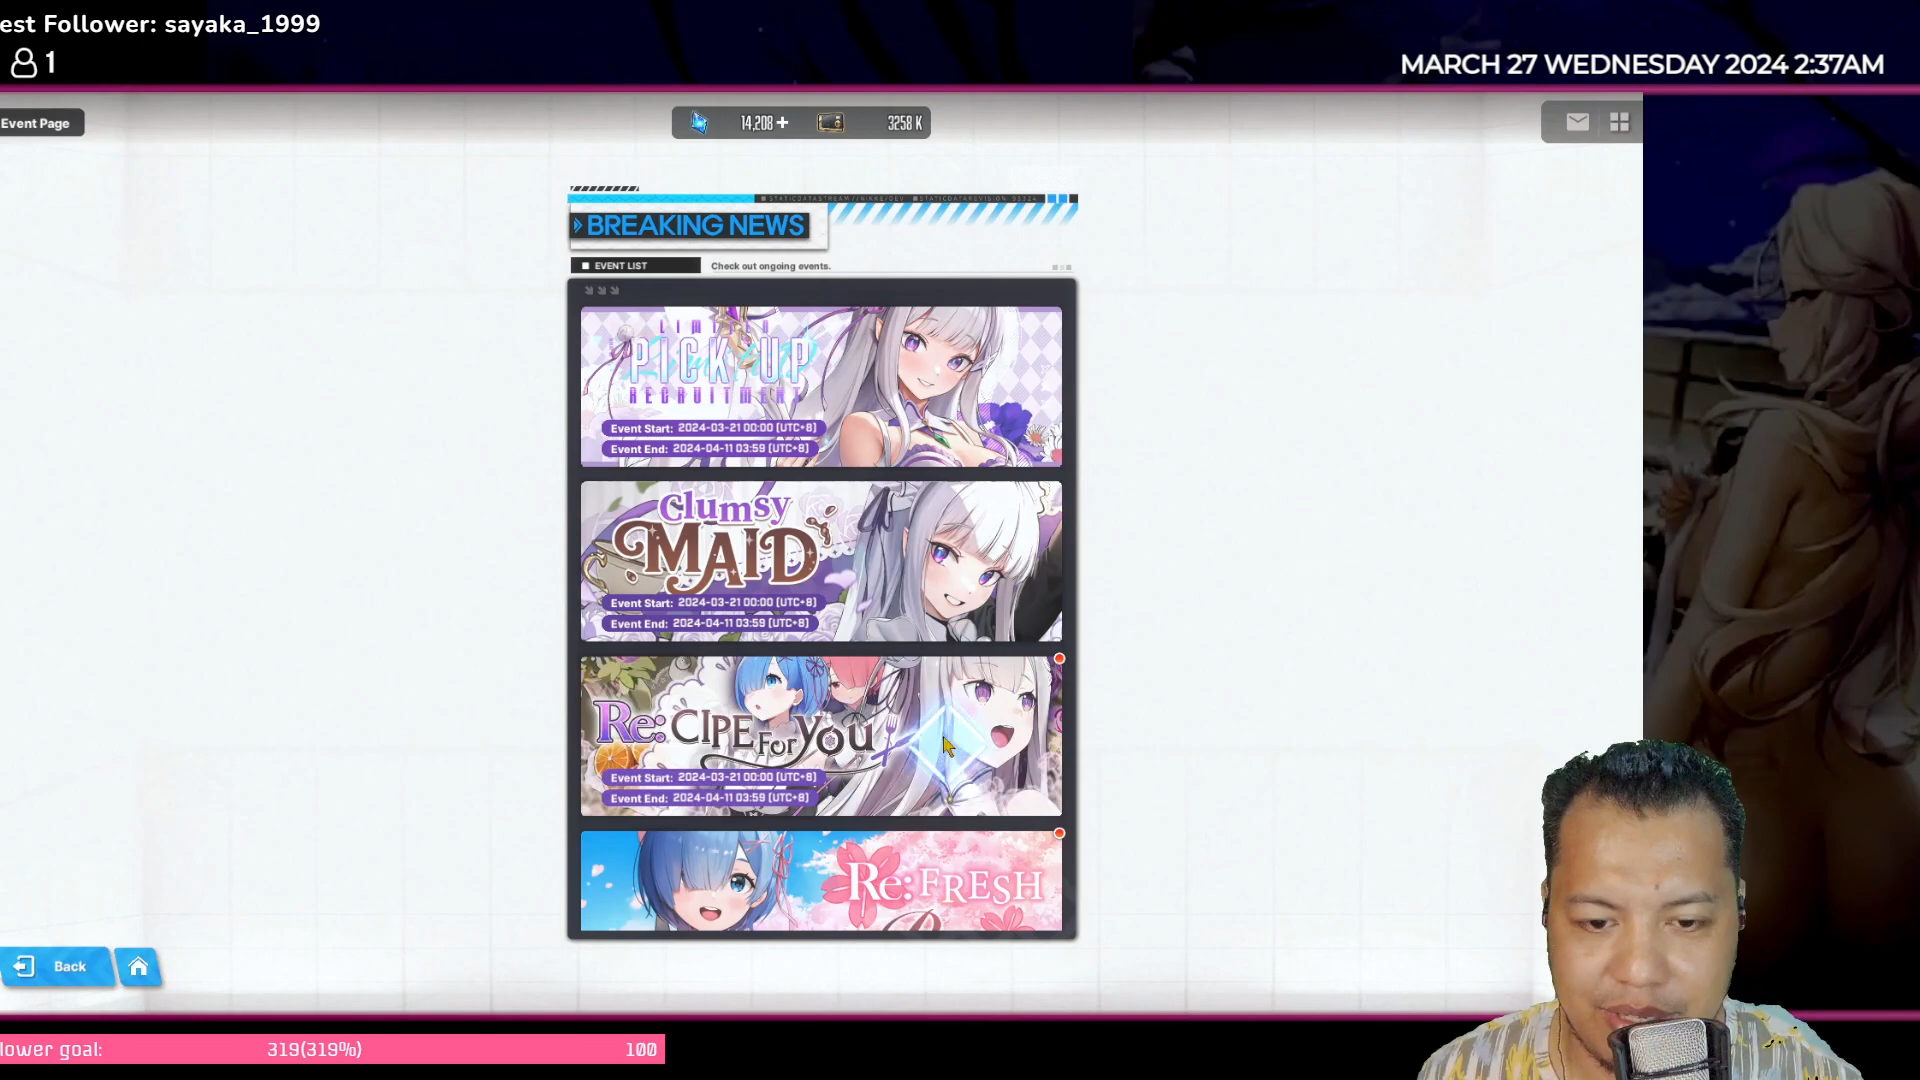 est Follower: sayaka_1999
1
MARCH 27 WEDNESDAY 2024 2:37AM
Event Page
14,208 +
3258 K
BREAKING NEWS
EVENT LIST
Check out ongoing events.
LIMITED
PICK UP
RECRUITMENT
Event Start: 2024-03-21 00:00 (UTC+8)
Event End: 2024-04-11 03:59 (UTC+8)
Clumsy
MAID
Event Start: 2024-03-21 00:00 (UTC+8)
Event End: 2024-04-11 03:59 (UTC+8)
Re:CIPE For you
Event Start: 2024-03-21 00:00 (UTC+8)
Event End: 2024-04-11 03:59 (UTC+8)
Re:FRESH
Back
lower goal:
319(319%)
100